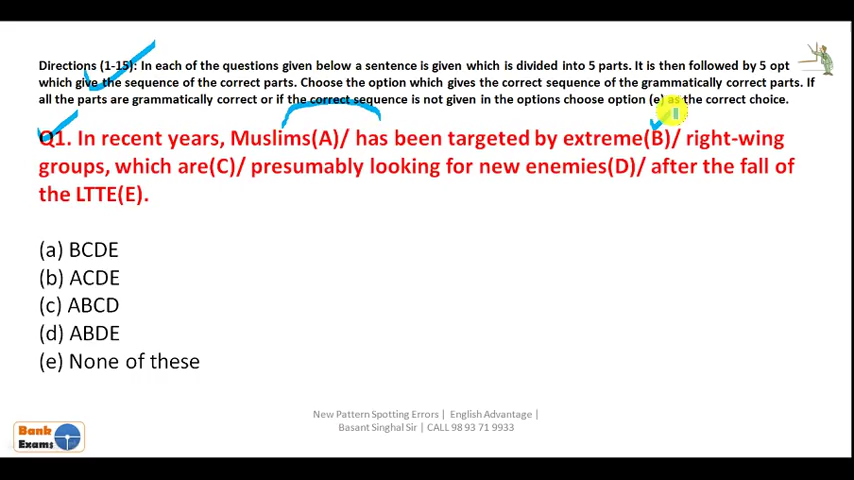 Directions (1-15): In each of the questions given below a sentence is given which is divided into 5 parts. It is then followed by 5 opt
which give the sequence of the correct parts. Choose the option which gives the correct sequence of the grammatically correct parts. If
all the parts are grammatically correct or if the correct sequence is not given in the options choose option (e) as the correct choice.
Q1. In recent years, Muslims(A)/ has been targeted by extreme(B)/ right-wing
groups, which are(C)/ presumably looking for new enemies(D)/ after the fall of
the LTTE(E).
(a) BCDE
(b) ACDE
(c) ABCD
(d) ABDE
(e) None of these
New Pattern Spotting Errors | English Advantage |
Basant Singhal Sir | CALL 98 93 71 9933
Bank
Exams